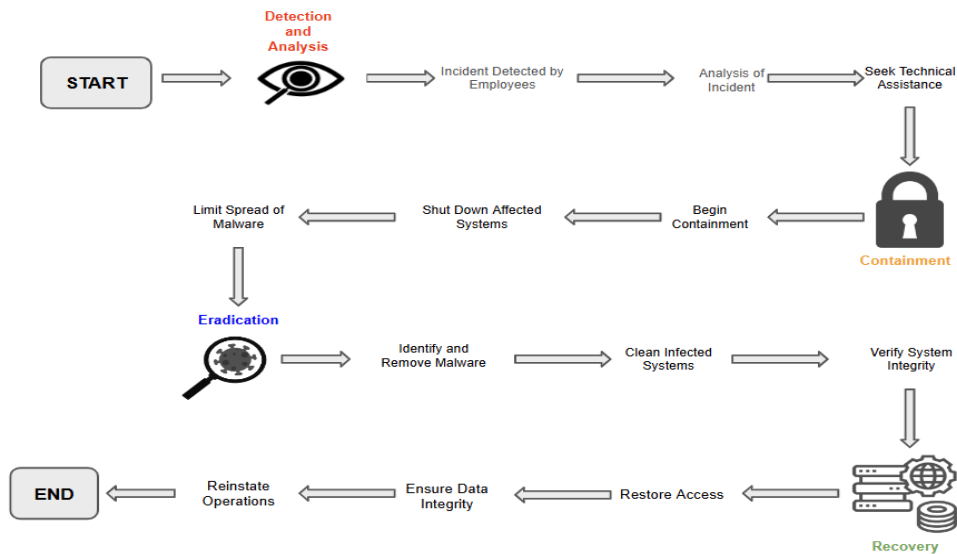 START
Detection
and
Analysis
Incident Detected by
Employees
Analysis of
Incident
Seek Technical
Assistance
Containment
Begin
Containment
Shut Down Affected
Systems
Limit Spread of
Malware
Eradication
Identify and
Remove Malware
Clean Infected
Systems
Verify System
Integrity
Recovery
Restore Access
Ensure Data
Integrity
Reinstate
Operations
END